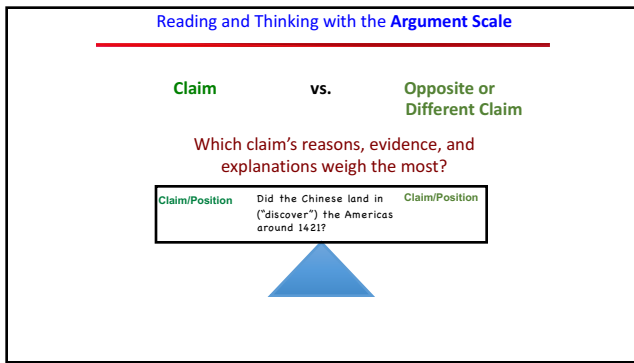 Reading and Thinking with the Argument Scale
Claim vs. Opposite or
Different Claim
Which claim's reasons, evidence, and
explanations weigh the most?
Claim/Position Did the Chinese land in Claim/Position
("discover") the Americas
around 1421?